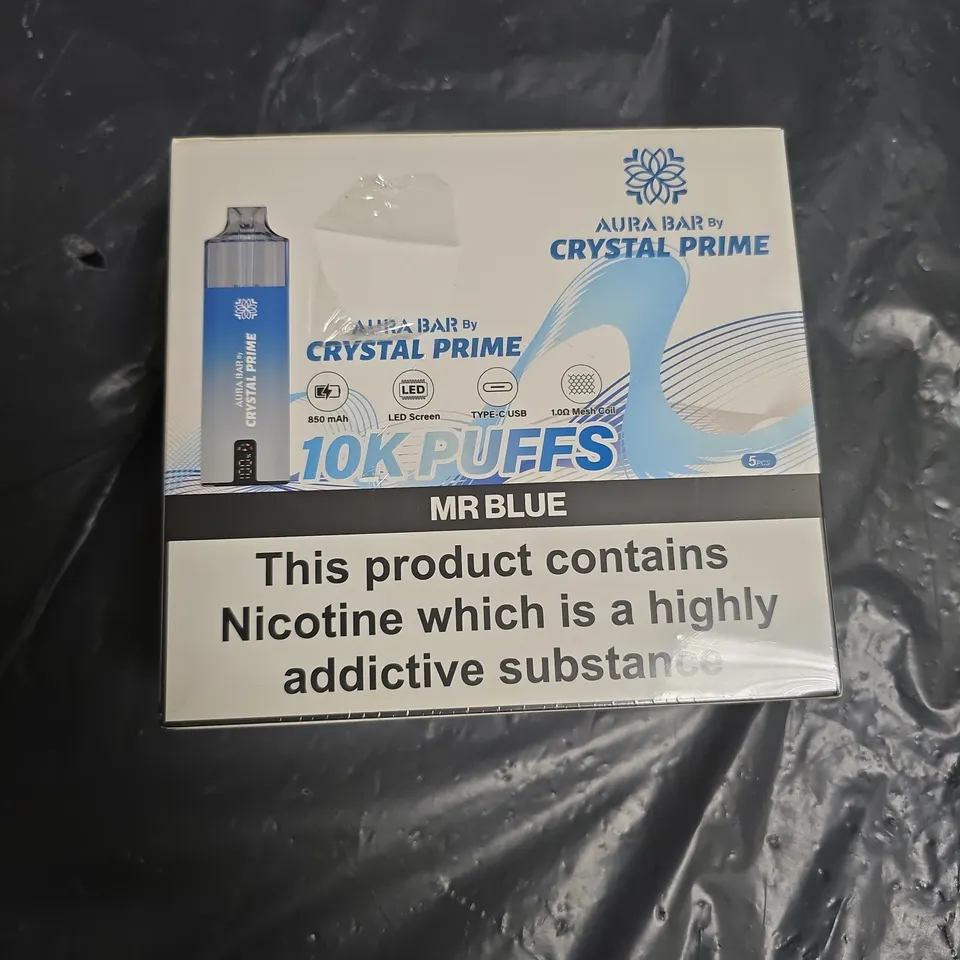 AURA BAR By
CRYSTAL PRIME
AURA BAR By
CRYSTAL PRIME
AURA BAR By
CRYSTAL PRIME
850 mAh
LED
LED Screen
TYPE-C USB
1.0Ω Mesh Coil
10K PUFFS
5PCS
MR BLUE
This product contains
Nicotine which is a highly
addictive substance